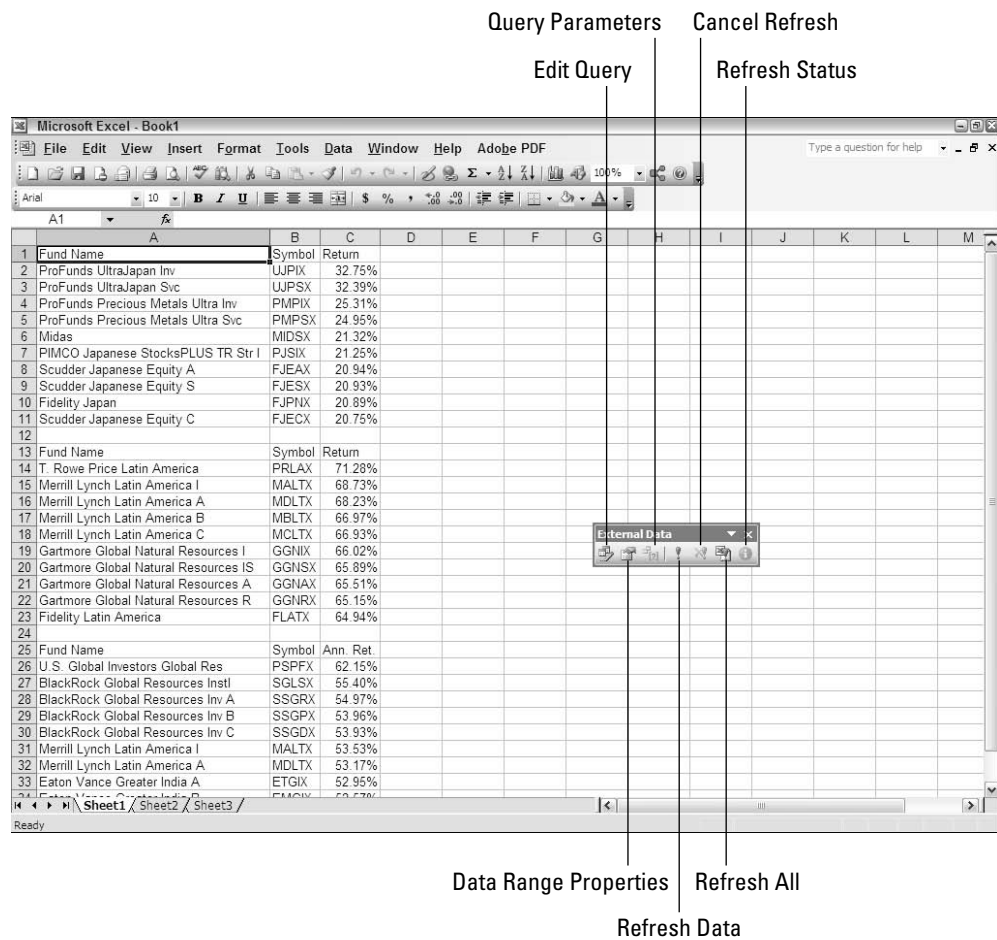 Query Parameters Cancel Refresh
Edit Query Refresh Status
Microsoft Excel - Book1
File Edit View Insert Format Tools Data Window Help Adobe PDF Type a question for help
100%
Arial 10 B I U $ % ,
A1 fx
A B C D E F G H I J K L M
1 Fund Name Symbol Return
2 ProFunds UltraJapan Inv UJPIX 32.75%
3 ProFunds UltraJapan Svc UJPSX 32.39%
4 ProFunds Precious Metals Ultra Inv PMPIX 25.31%
5 ProFunds Precious Metals Ultra Svc PMPSX 24.95%
6 Midas MIDSX 21.32%
7 PIMCO Japanese StocksPLUS TR Str I PJSIX 21.25%
8 Scudder Japanese Equity A FJEAX 20.94%
9 Scudder Japanese Equity S FJESX 20.93%
10 Fidelity Japan FJPNX 20.89%
11 Scudder Japanese Equity C FJECX 20.75%
12
13 Fund Name Symbol Return
14 T. Rowe Price Latin America PRLAX 71.28%
15 Merrill Lynch Latin America I MALTX 68.73%
16 Merrill Lynch Latin America A MDLTX 68.23%
17 Merrill Lynch Latin America B MBLTX 66.97%
18 Merrill Lynch Latin America C MCLTX 66.93%
External Data
19 Gartmore Global Natural Resources I GGNIX 66.02%
20 Gartmore Global Natural Resources IS GGNSX 65.89%
21 Gartmore Global Natural Resources A GGNAX 65.51%
22 Gartmore Global Natural Resources R GGNRX 65.15%
23 Fidelity Latin America FLATX 64.94%
24
25 Fund Name Symbol Ann. Ret.
26 U.S. Global Investors Global Res PSPFX 62.15%
27 BlackRock Global Resources Instl SGLSX 55.40%
28 BlackRock Global Resources Inv A SSGRX 54.97%
29 BlackRock Global Resources Inv B SSGPX 53.96%
30 BlackRock Global Resources Inv C SSGDX 53.93%
31 Merrill Lynch Latin America I MALTX 53.53%
32 Merrill Lynch Latin America A MDLTX 53.17%
33 Eaton Vance Greater India A ETGIX 52.95%
Sheet1 Sheet2 Sheet3
Ready
Data Range Properties Refresh All
Refresh Data